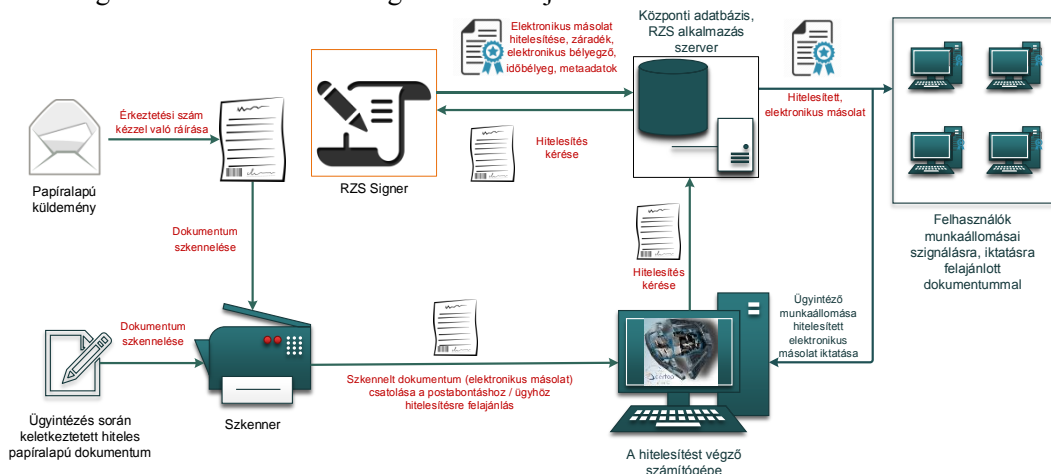 Elektronikus másolat
hitelesítése, záradék,
elektronikus bélyegző,
időbélyeg, metaadatok
Központi adatbázis,
RZS alkalmazás
szerver
Érkeztetési szám
kézzel való ráírása
Hitelesítés
kérése
Hitelesített,
elektronikus másolat
Papíralapú
küldemény
RZS Signer
Felhasználók
munkaállomásai
szignálásra, iktatásra
felajánlott
dokumentummal
Dokumentum
szkennelése
Hitelesítés
kérése
Ügyintéző
munkaállomása
hitelesített
elektronikus
másolat iktatása
Dokumentum
szkennelése
Szkennelt dokumentum (elektronikus másolat)
csatolása a postabontáshoz / ügyhöz
hitelesítésre felajánlás
Szkenner
Ügyintézés során
keletkeztetett hiteles
papíralapú dokumentum
A hitelesítést végző
számítógépe